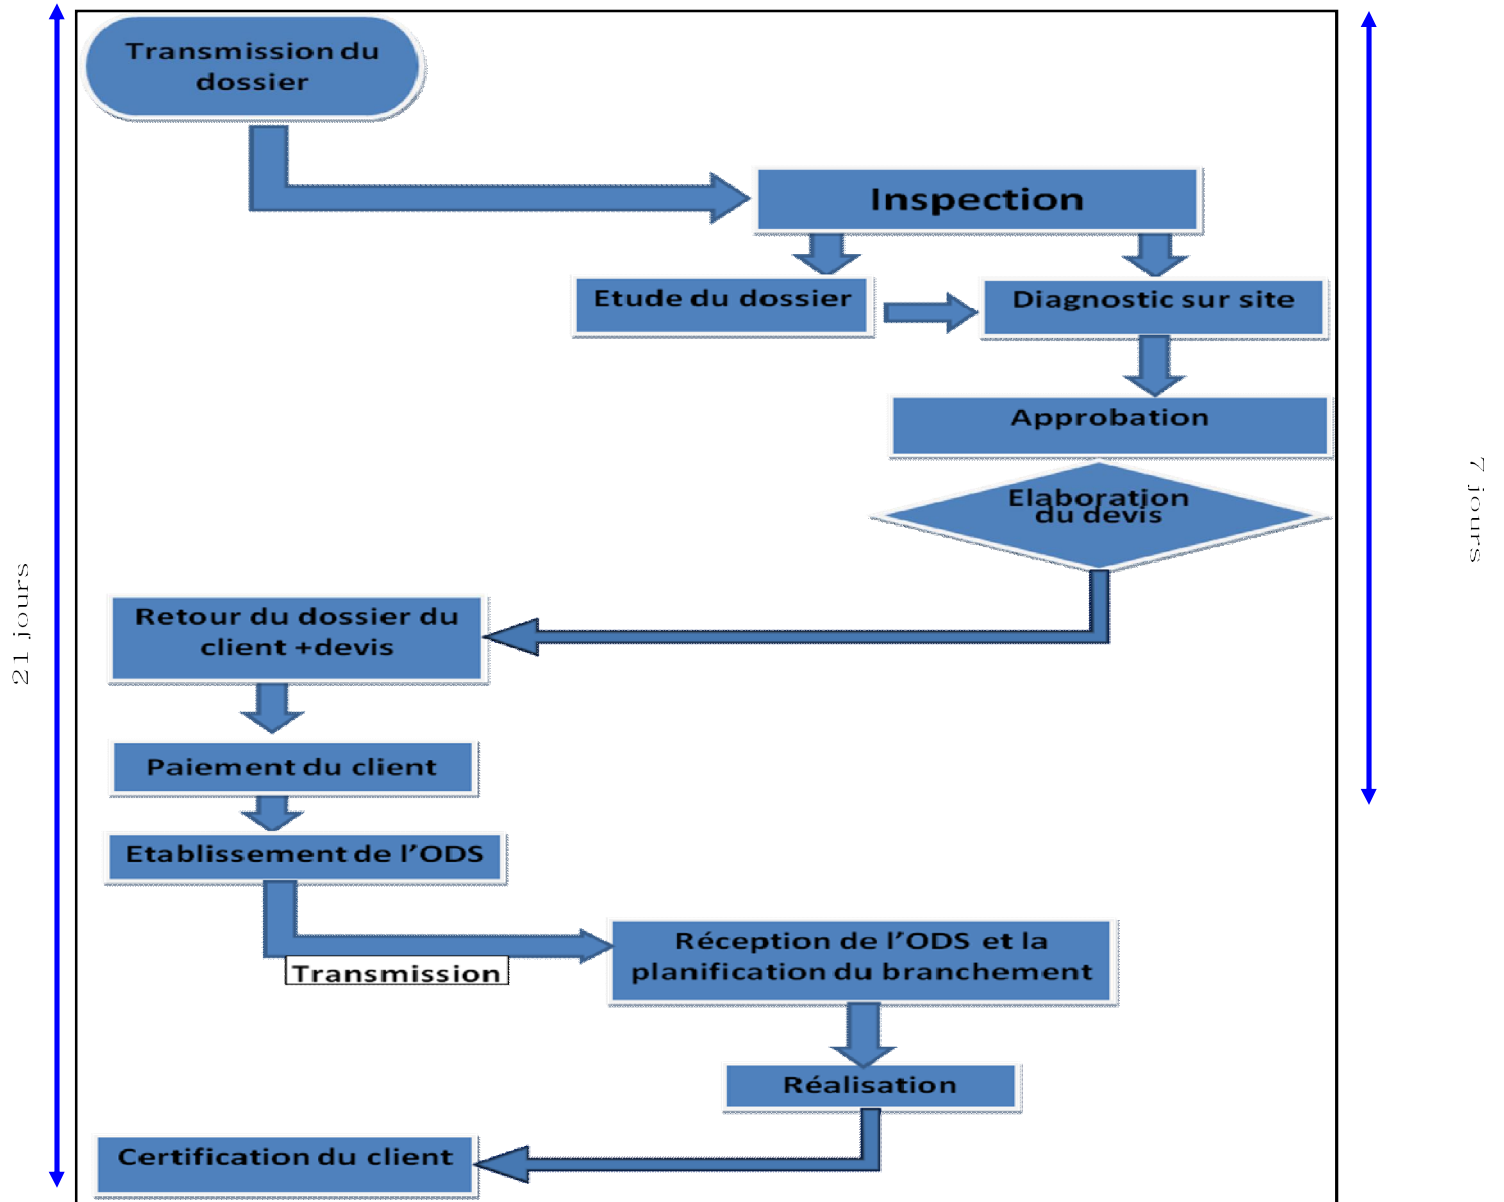 Transmission du
dossier
Inspection
Etude du dossier
Diagnostic sur site
Approbation
Elaboration
du devis
7 jours
21 jours
Retour du dossier du
client +devis
Paiement du client
Etablissement de l’ODS
Transmission
Réception de l’ODS et la
planification du branchement
Réalisation
Certification du client